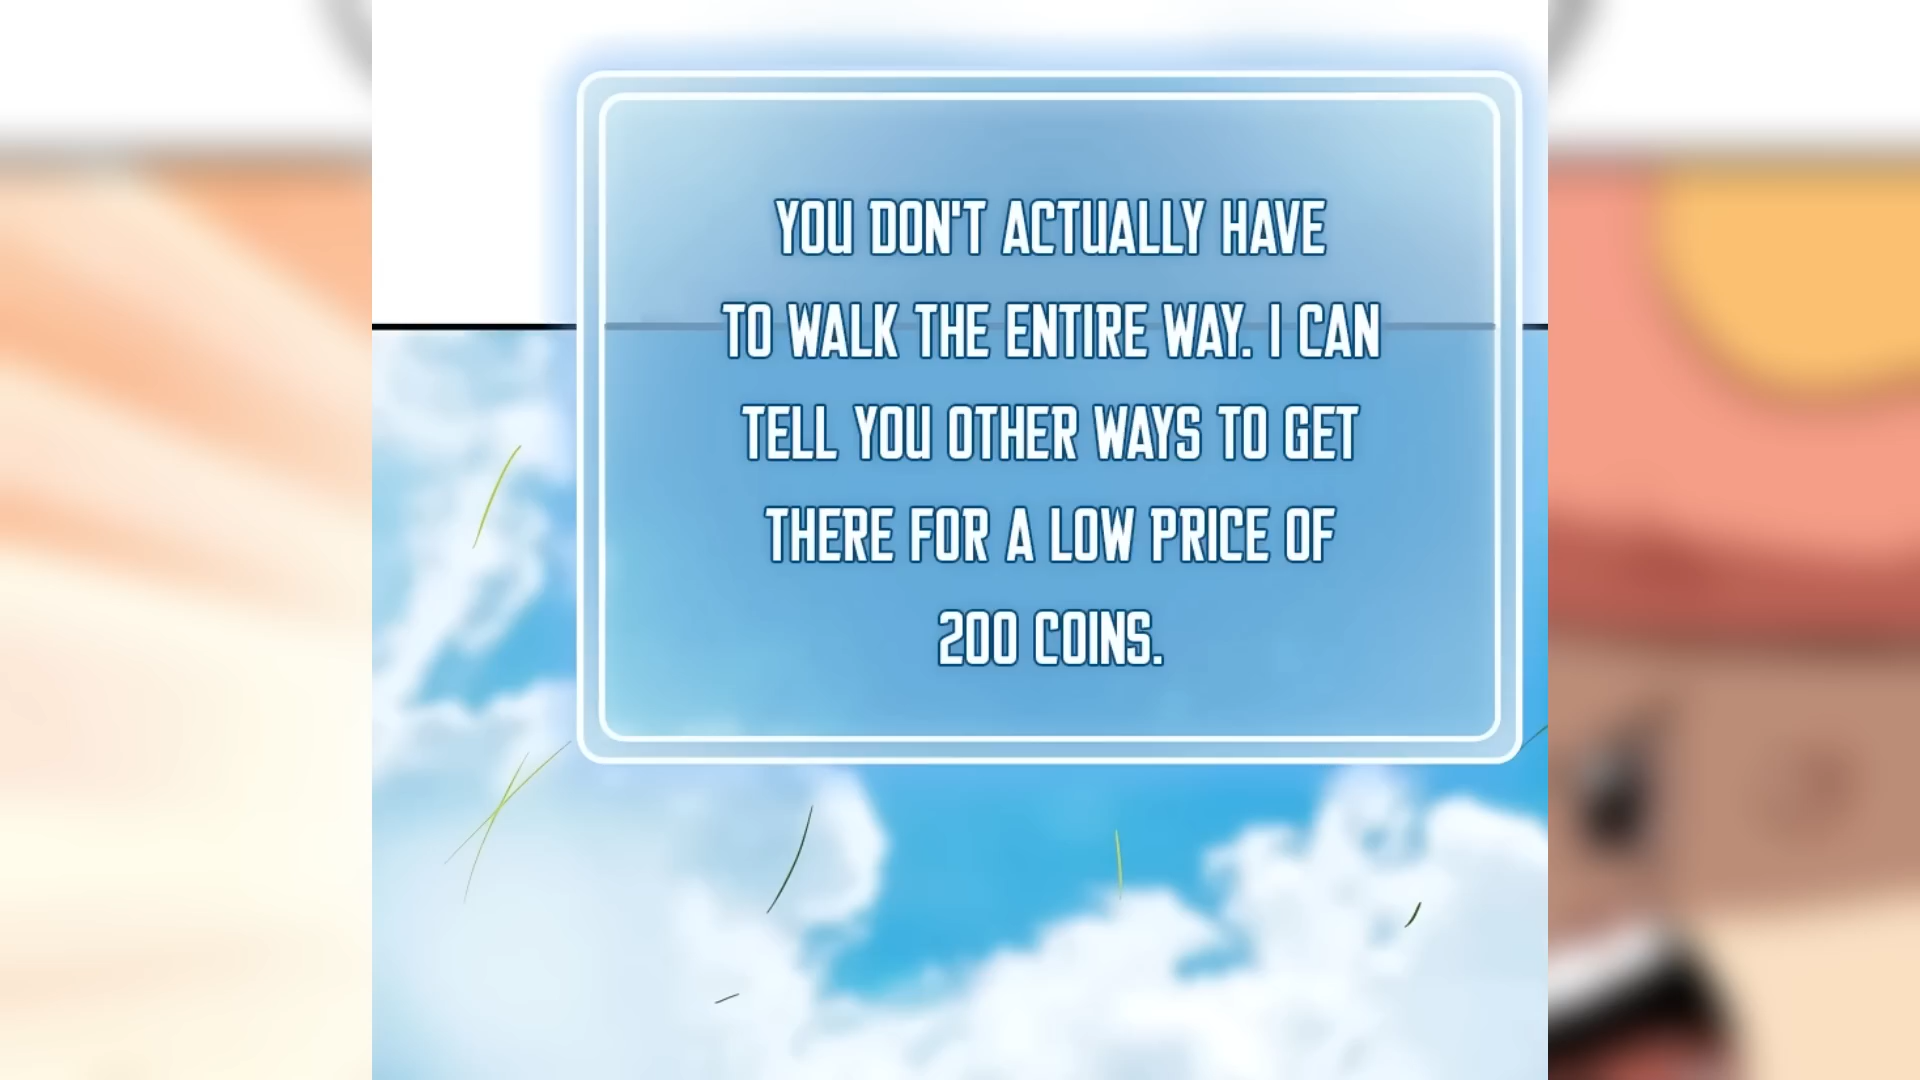 YOU DON'T ACTUALLY HAVE
TO WALK THE ENTIRE WAY. I CAN
TELL YOU OTHER WAYS TO GET
THERE FOR A LOW PRICE OF
200 COINS.